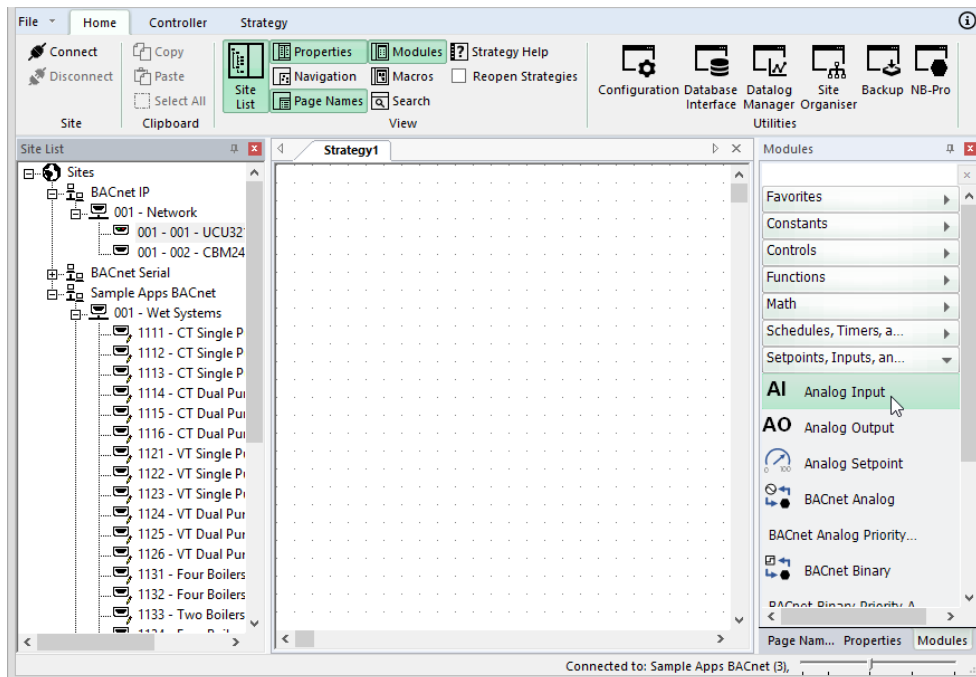 File Home Controller Strategy
Connect
Disconnect
Site
Copy
Paste
Select All
Clipboard
Site
List
Properties Modules Strategy Help
Navigation Macros Reopen Strategies
Page Names Search
View
Configuration Database Datalog Site Backup NB-Pro
Interface Manager Organiser
Utilities
Site List
Sites
BACnet IP
001 - Network
001 - 001 - UCU32
001 - 002 - CBM24
BACnet Serial
Sample Apps BACnet
001 - Wet Systems
1111 - CT Single P
1112 - CT Single P
1113 - CT Single P
1114 - CT Dual Pu
1115 - CT Dual Pu
1116 - CT Dual Pu
1121 - VT Single P
1122 - VT Single P
1123 - VT Single P
1124 - VT Dual Pur
1125 - VT Dual Pur
1126 - VT Dual Pur
1131 - Four Boilers
1132 - Four Boilers
1133 - Two Boilers
Strategy1
Modules
Favorites
Constants
Controls
Functions
Math
Schedules, Timers, a...
Setpoints, Inputs, an...
AI Analog Input
AO Analog Output
0 100 Analog Setpoint
BACnet Analog
BACnet Analog Priority...
BACnet Binary
BACnet Binary Priority A
Page Nam... Properties Modules
Connected to: Sample Apps BACnet (3),